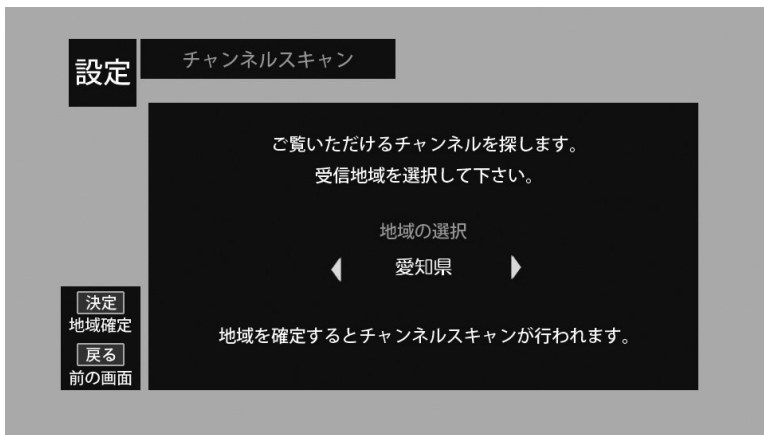 設定
チャンネルスキャン
ご覧いただけるチャンネルを探します。
受信地域を選択して下さい。
地域の選択
愛知県
地域を確定するとチャンネルスキャンが行われます。
決定
地域確定
戻る
前の画面